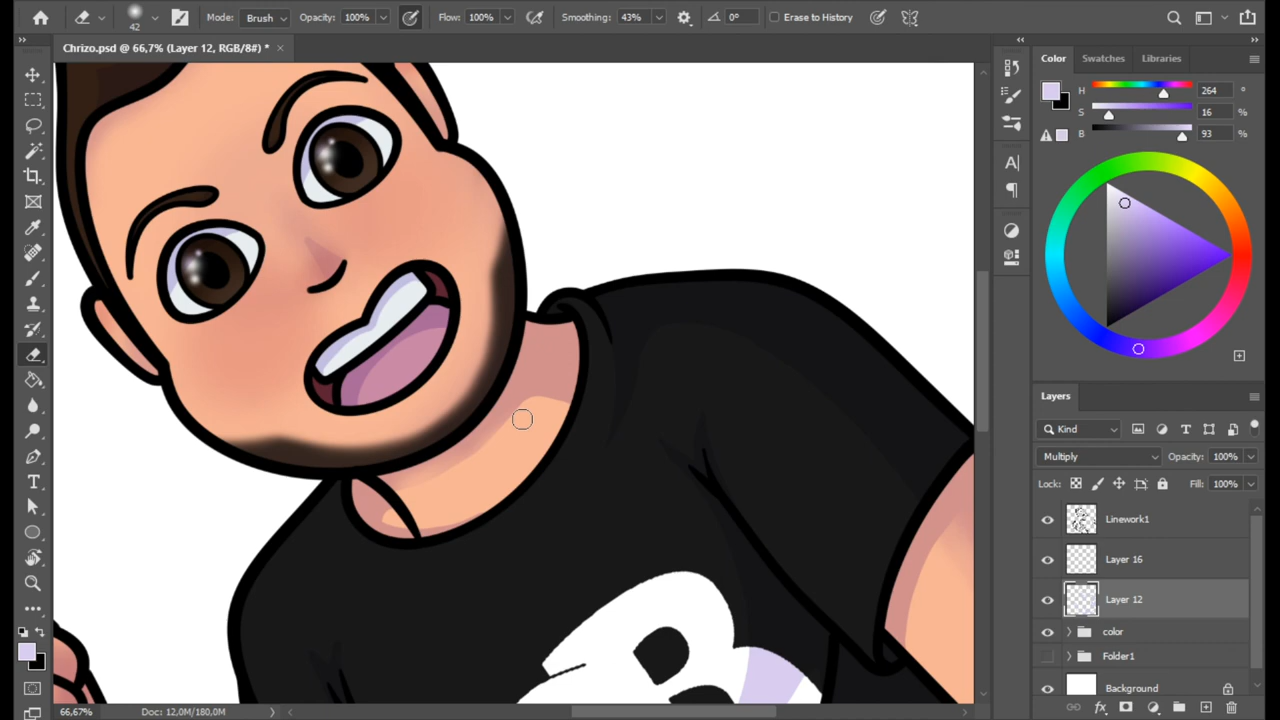 42 Mode: Brush Opacity: 100% Flow: 100% Smoothing: 43% 0° Erase to History
Chrizo.psd @ 66,7% (Layer 12, RGB/8#) * ×
Color Swatches Libraries
H 264 °
S 16 %
B 93 %
Layers
Kind
Multiply Opacity: 100%
Lock: Fill: 100%
Linework1
Layer 16
Layer 12
color
Folder1
Background
B
66,67% Doc: 12,0M/180,0M